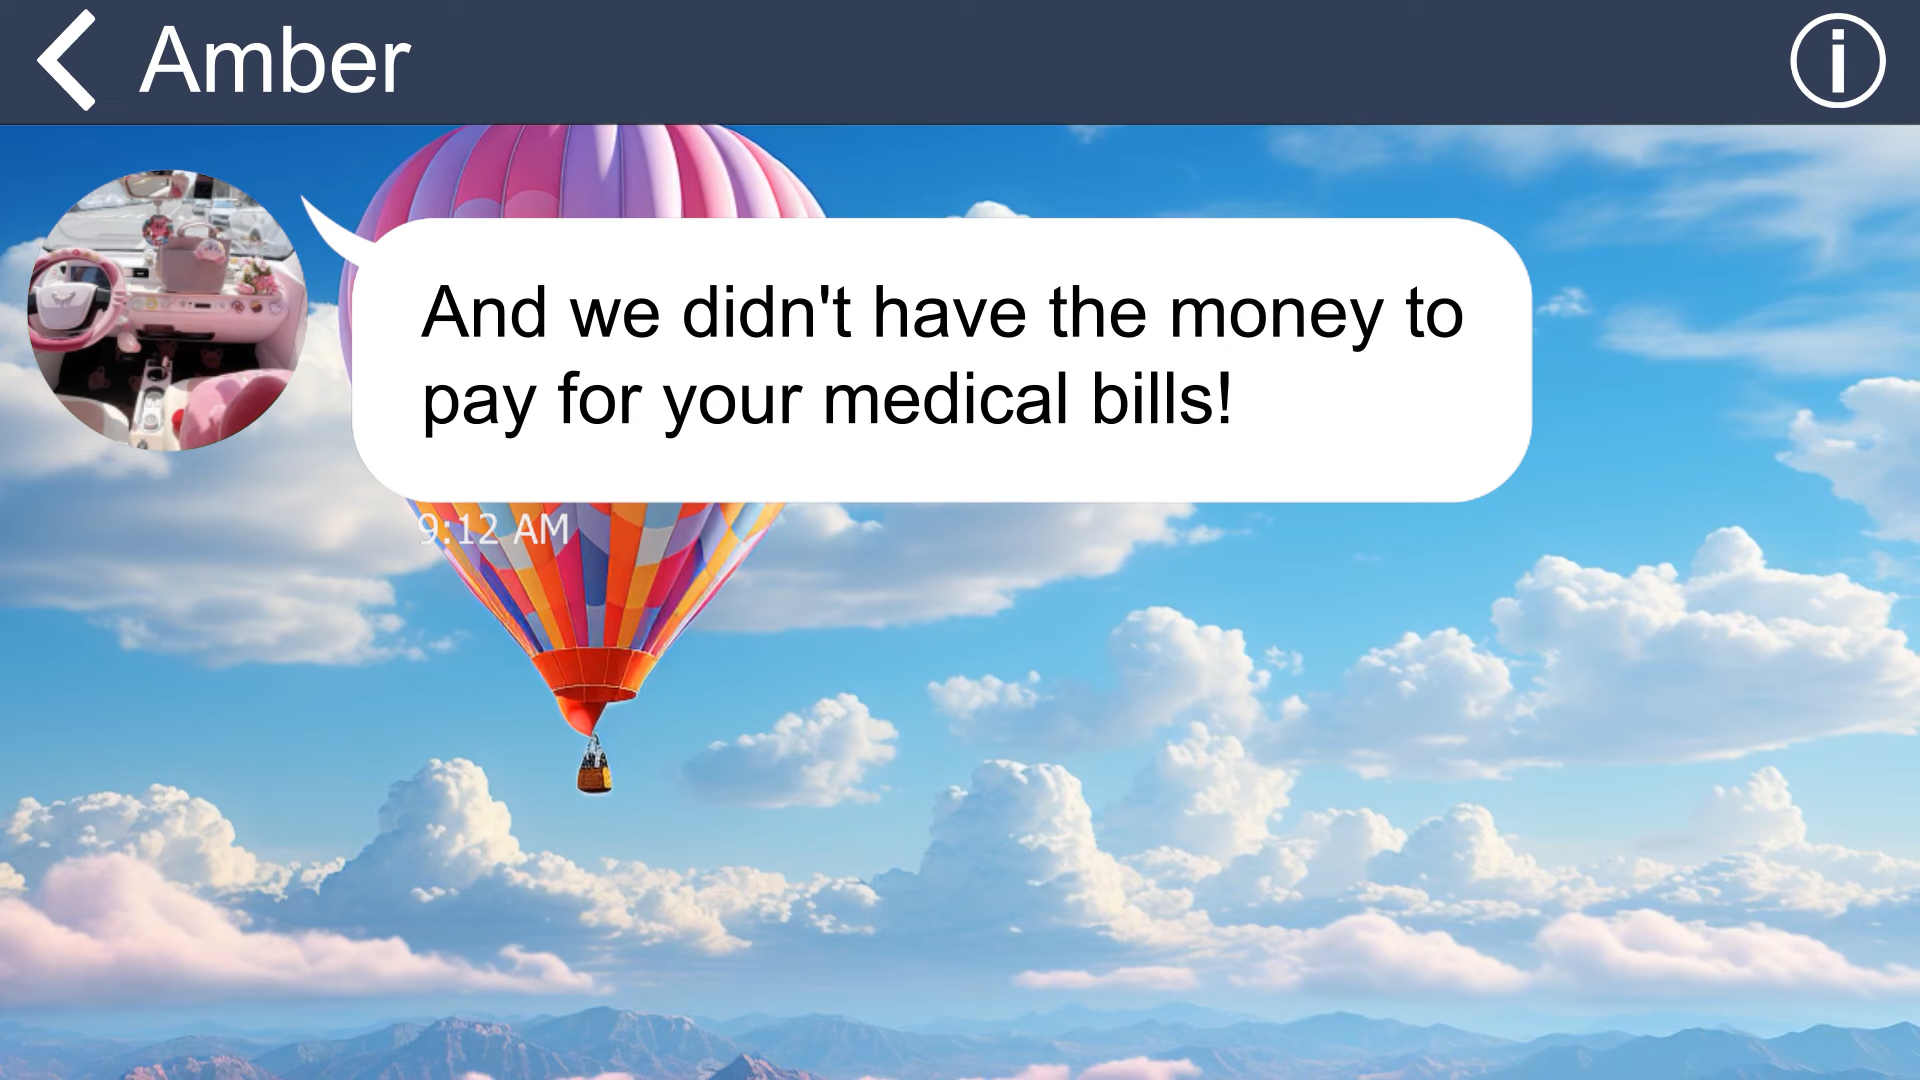 Amber
And we didn't have the money to
pay for your medical bills!
9:12 AM